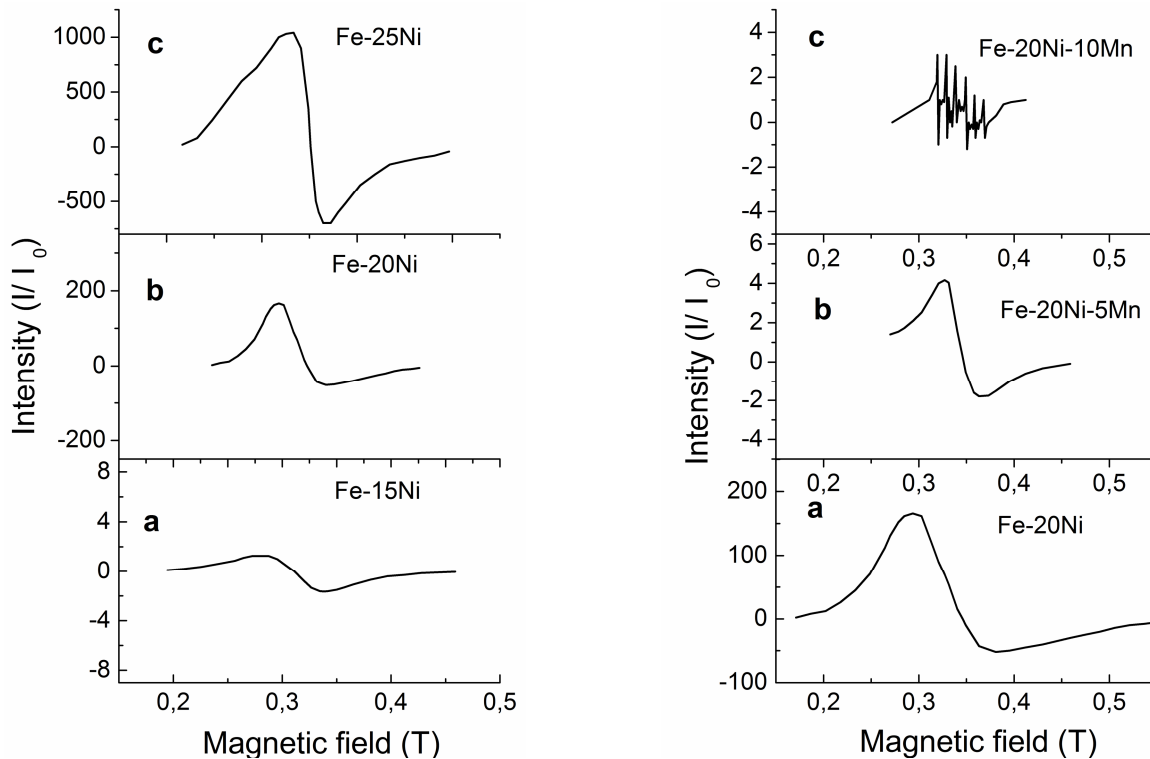 c
Fe-25Ni
1000
500
0
-500
b
Fe-20Ni
200
0
-200
a
Fe-15Ni
8
4
0
-4
-8
0,2
0,3
0,4
0,5
Intensity (I/ I0)
Magnetic field (T)
c
Fe-20Ni-10Mn
4
2
0
-2
-4
0,2
0,3
0,4
0,5
b
Fe-20Ni-5Mn
6
4
2
0
-2
-4
0,2
0,3
0,4
0,5
a
Fe-20Ni
200
100
0
-100
0,2
0,3
0,4
0,5
Intensity (I/ I0)
Magnetic field (T)